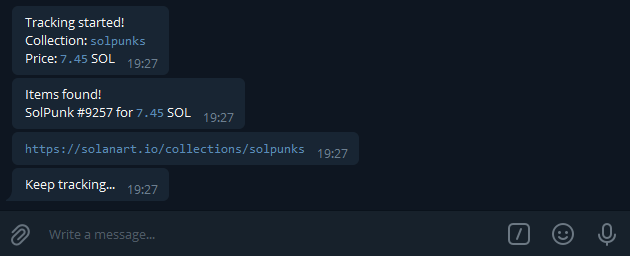 Tracking started!
Collection: solpunks
Price: 7.45 SOL 19:27
Items found!
SolPunk #9257 for 7.45 SOL 19:27
https://solanart.io/collections/solpunks 19:27
Keep tracking... 19:27
Write a message...